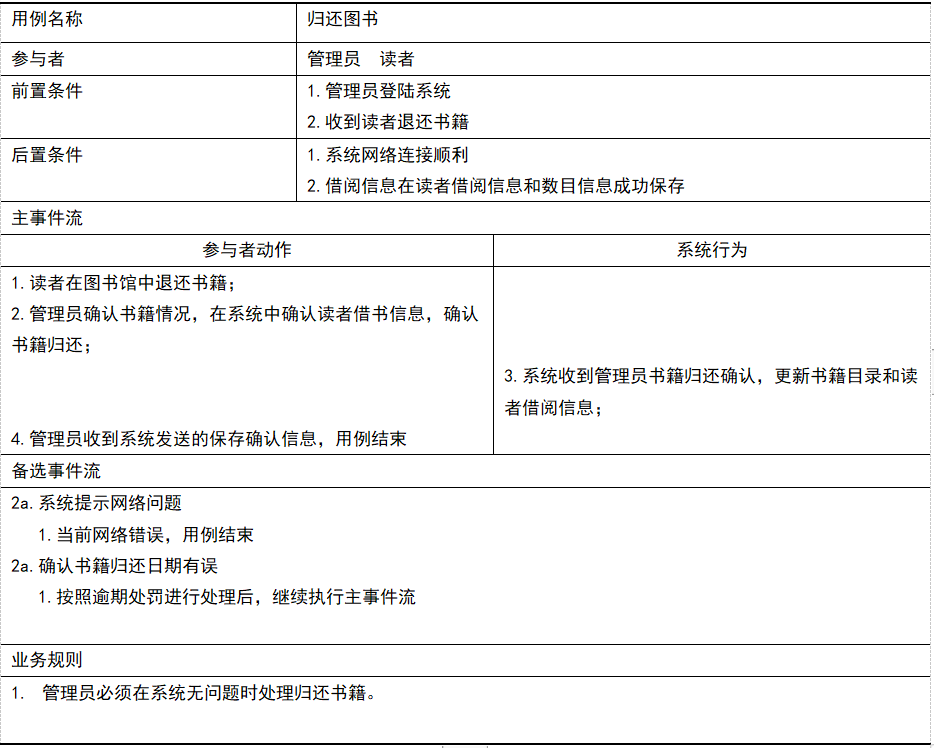 用例名称 归还图书
参与者 管理员 读者
前置条件 1.管理员登陆系统
2.收到读者退还书籍
后置条件 1.系统网络连接顺利
2.借阅信息在读者借阅信息和数目信息成功保存
主事件流
参与者动作 系统行为
1.读者在图书馆中退还书籍；
2.管理员确认书籍情况，在系统中确认读者借书信息，确认
书籍归还；
3.系统收到管理员书籍归还确认，更新书籍目录和读
者借阅信息；
4.管理员收到系统发送的保存确认信息，用例结束
备选事件流
2a.系统提示网络问题
1.当前网络错误，用例结束
2a.确认书籍归还日期有误
1.按照逾期处罚进行处理后，继续执行主事件流
业务规则
1. 管理员必须在系统无问题时处理归还书籍。